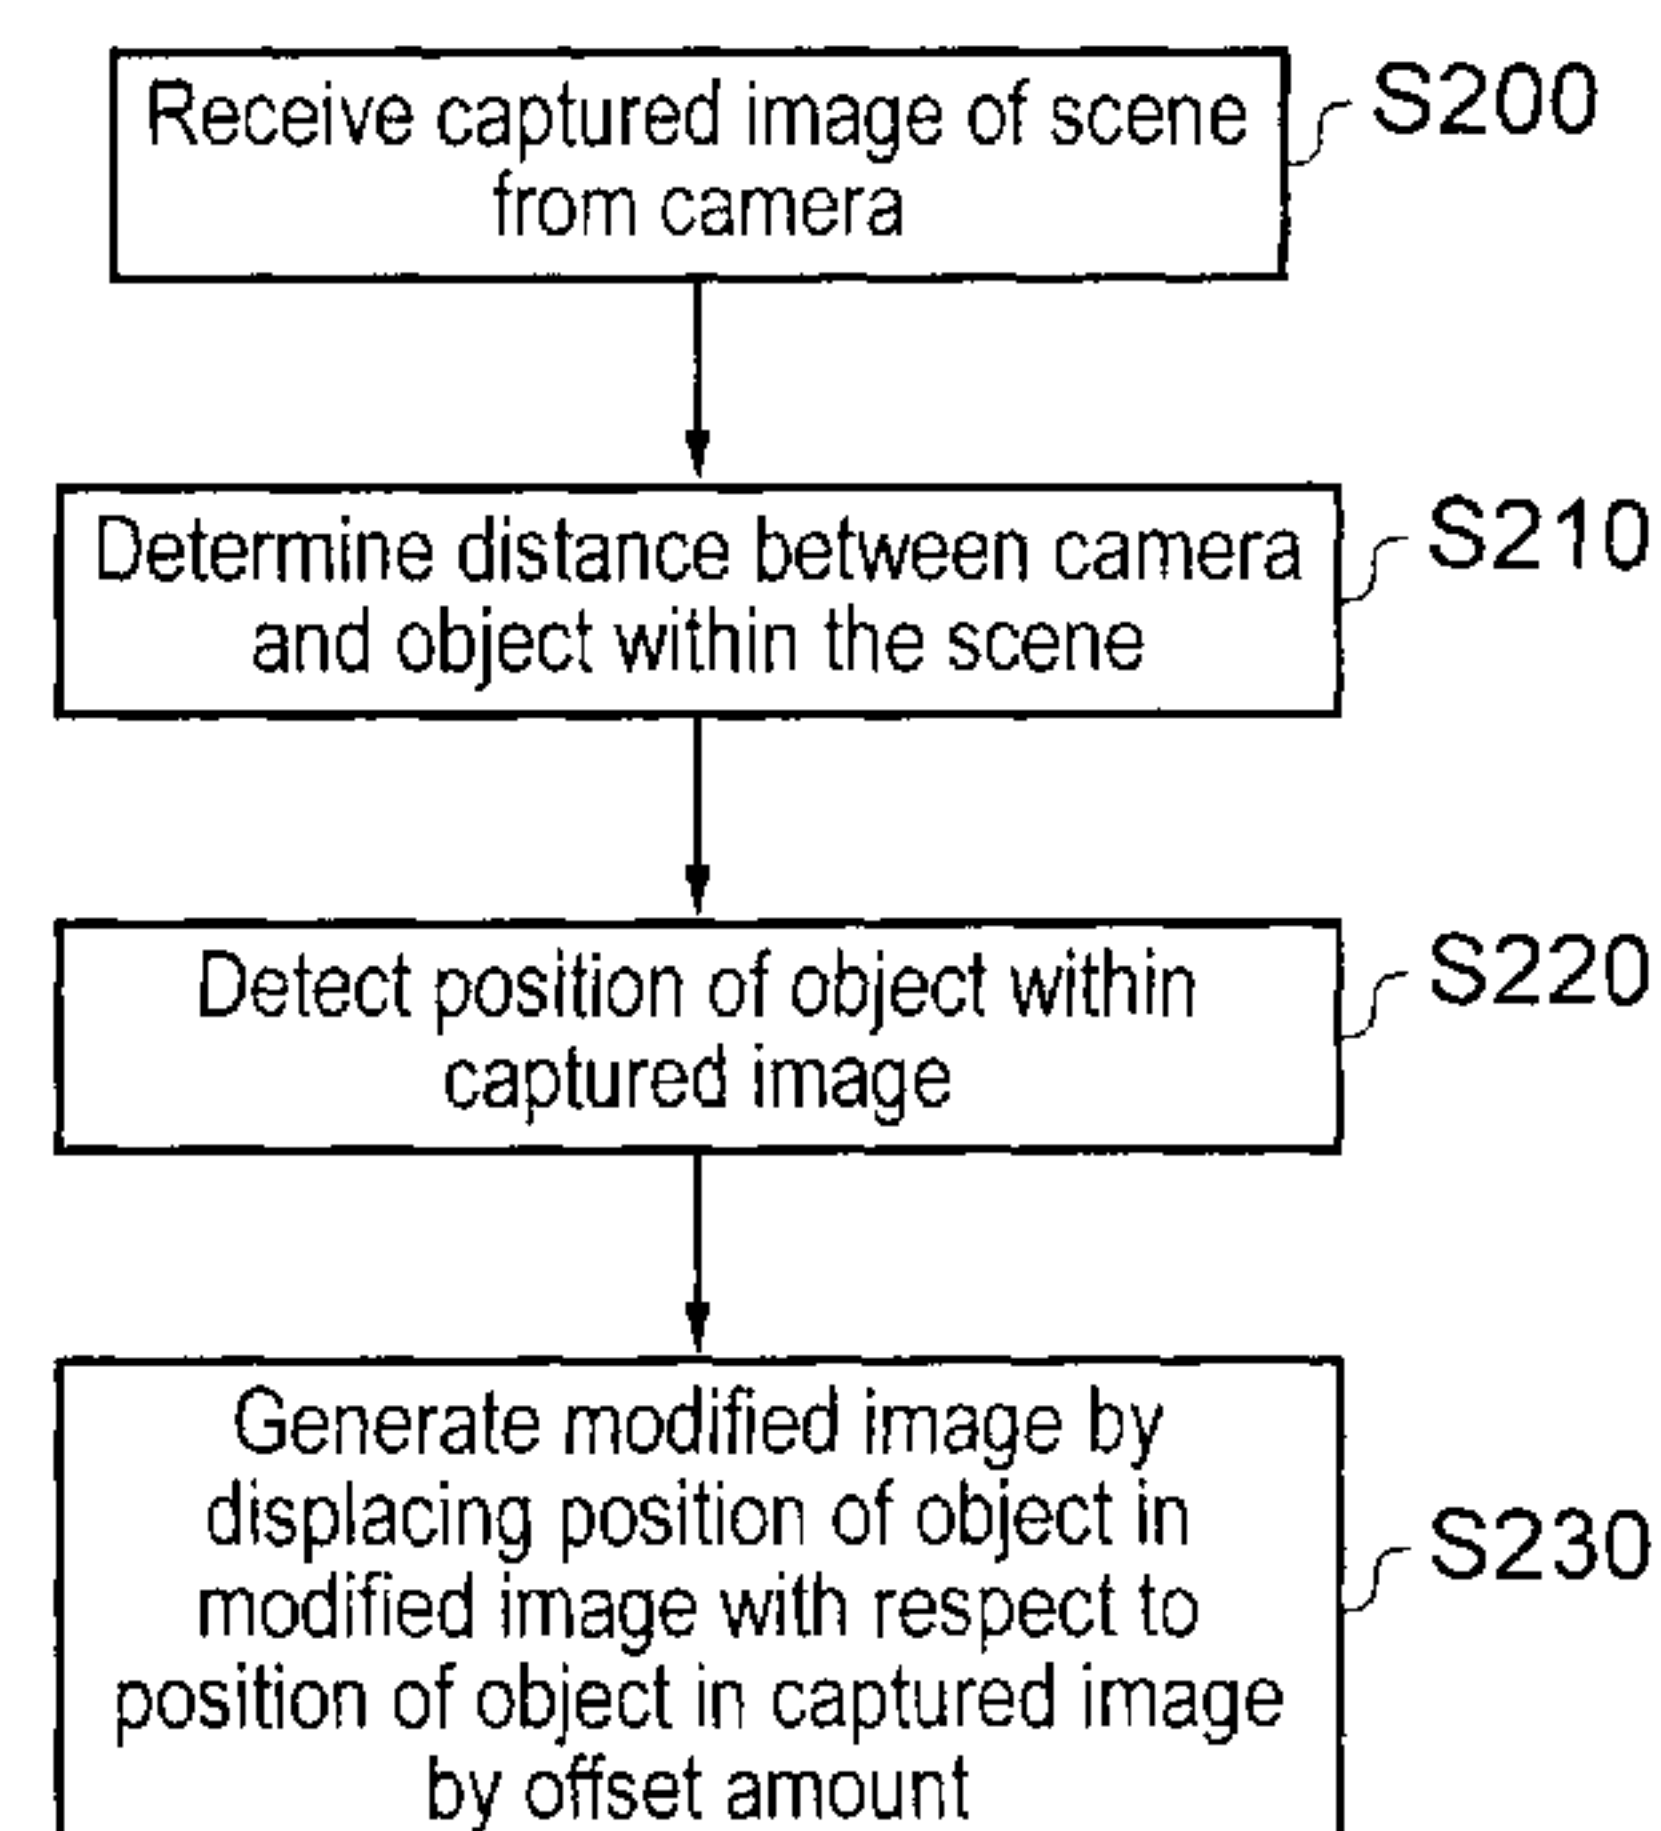 Receive captured image of scene
from camera
S200
Determine distance between camera
and object within the scene
S210
Detect position of object within
captured image
S220
Generate modified image by
displacing position of object in
modified image with respect to
position of object in captured image
by offset amount
S230